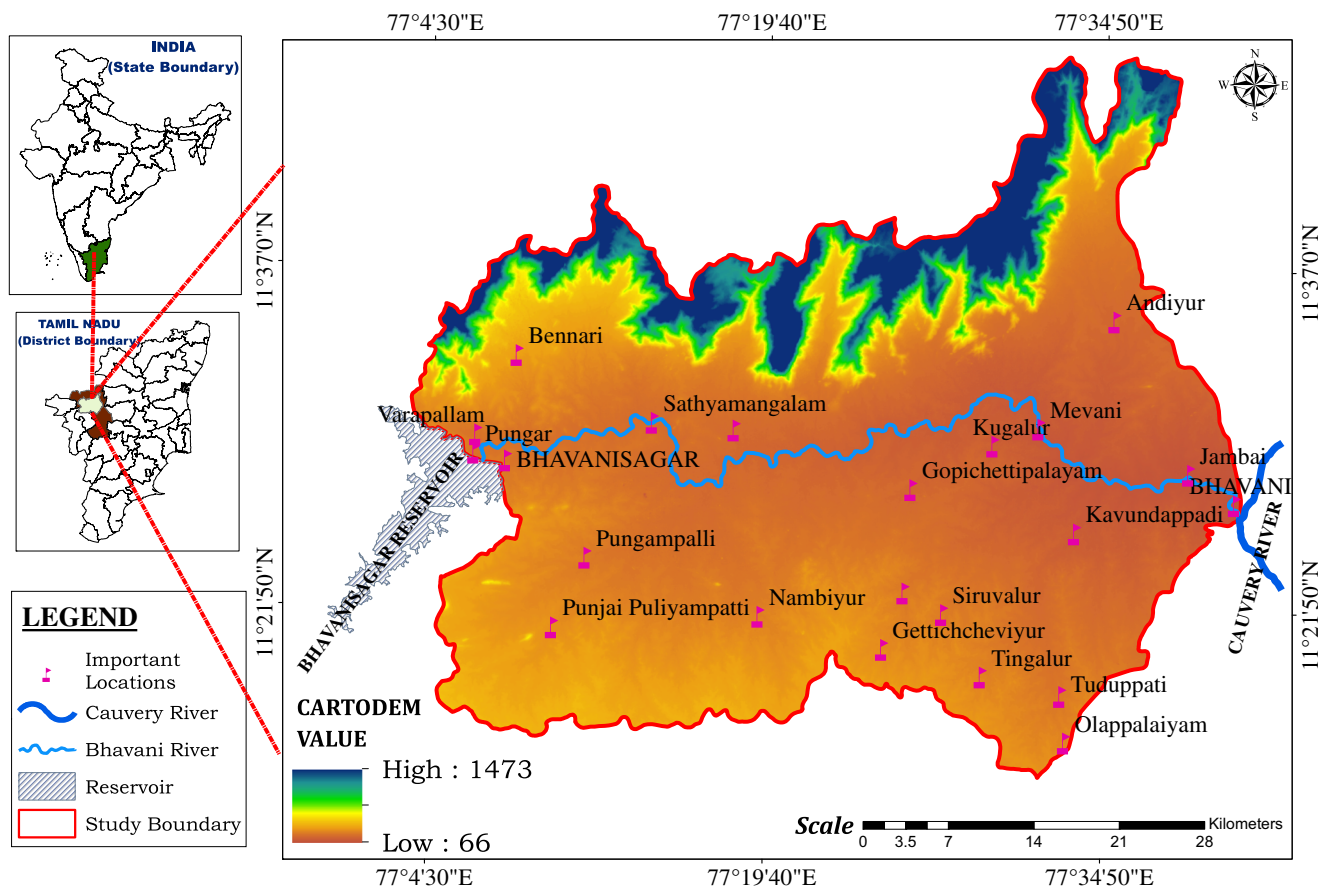 77°4'30"E
77°19'40"E
77°34'50"E
INDIA
(State Boundary)
N
W
E
S
11°37'0"N
11°37'0"N
TAMIL NADU
(District Boundary)
Andiyur
Bennari
Sathyamangalam
Mevani
Varapallam
Pungar
Kugalur
BHAVANISAGAR
Gopichettipalayam
Jambai
BHAVANI
Kavundappadi
BHAVANISAGAR RESERVOIR
CAUVERY RIVER
Pungampalli
11°21'50"N
11°21'50"N
Punjai Puliyampatti
Nambiyur
Siruvalur
Gettichcheviyur
Tingalur
Tuduppati
Olappalaiyam
LEGEND
Important
Locations
Cauvery River
Bhavani River
Reservoir
Study Boundary
CARTODEM
VALUE
High : 1473
Low : 66
Scale
Kilometers
0 3.5 7 14 21 28
77°4'30"E
77°19'40"E
77°34'50"E